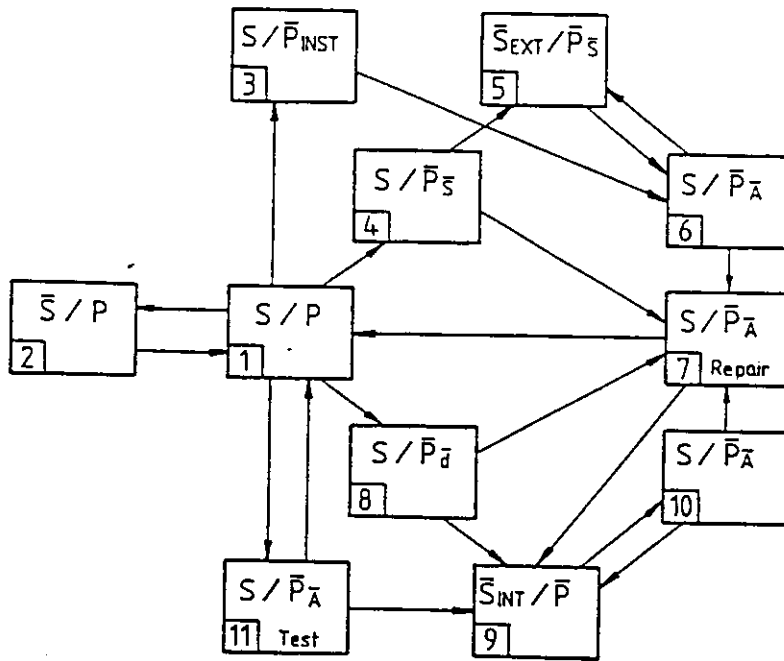 S / P̅INST
3
S̅EXT / P̅S̅
5
S / P̅S̅
4
S / P̅A̅
6
S̅ / P
2
S / P
1
S / P̅A̅
7 Repair
S / P̅d̅
8
S / P̅A̅
10
S / P̅A̅
11 Test
S̅INT / P̅
9